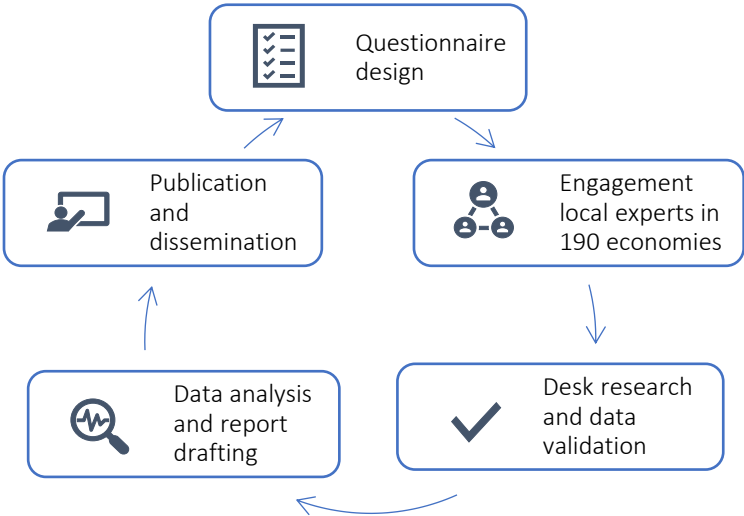 Questionnaire
design
Engagement
local experts in
190 economies
Desk research
and data
validation
Data analysis
and report
drafting
Publication
and
dissemination